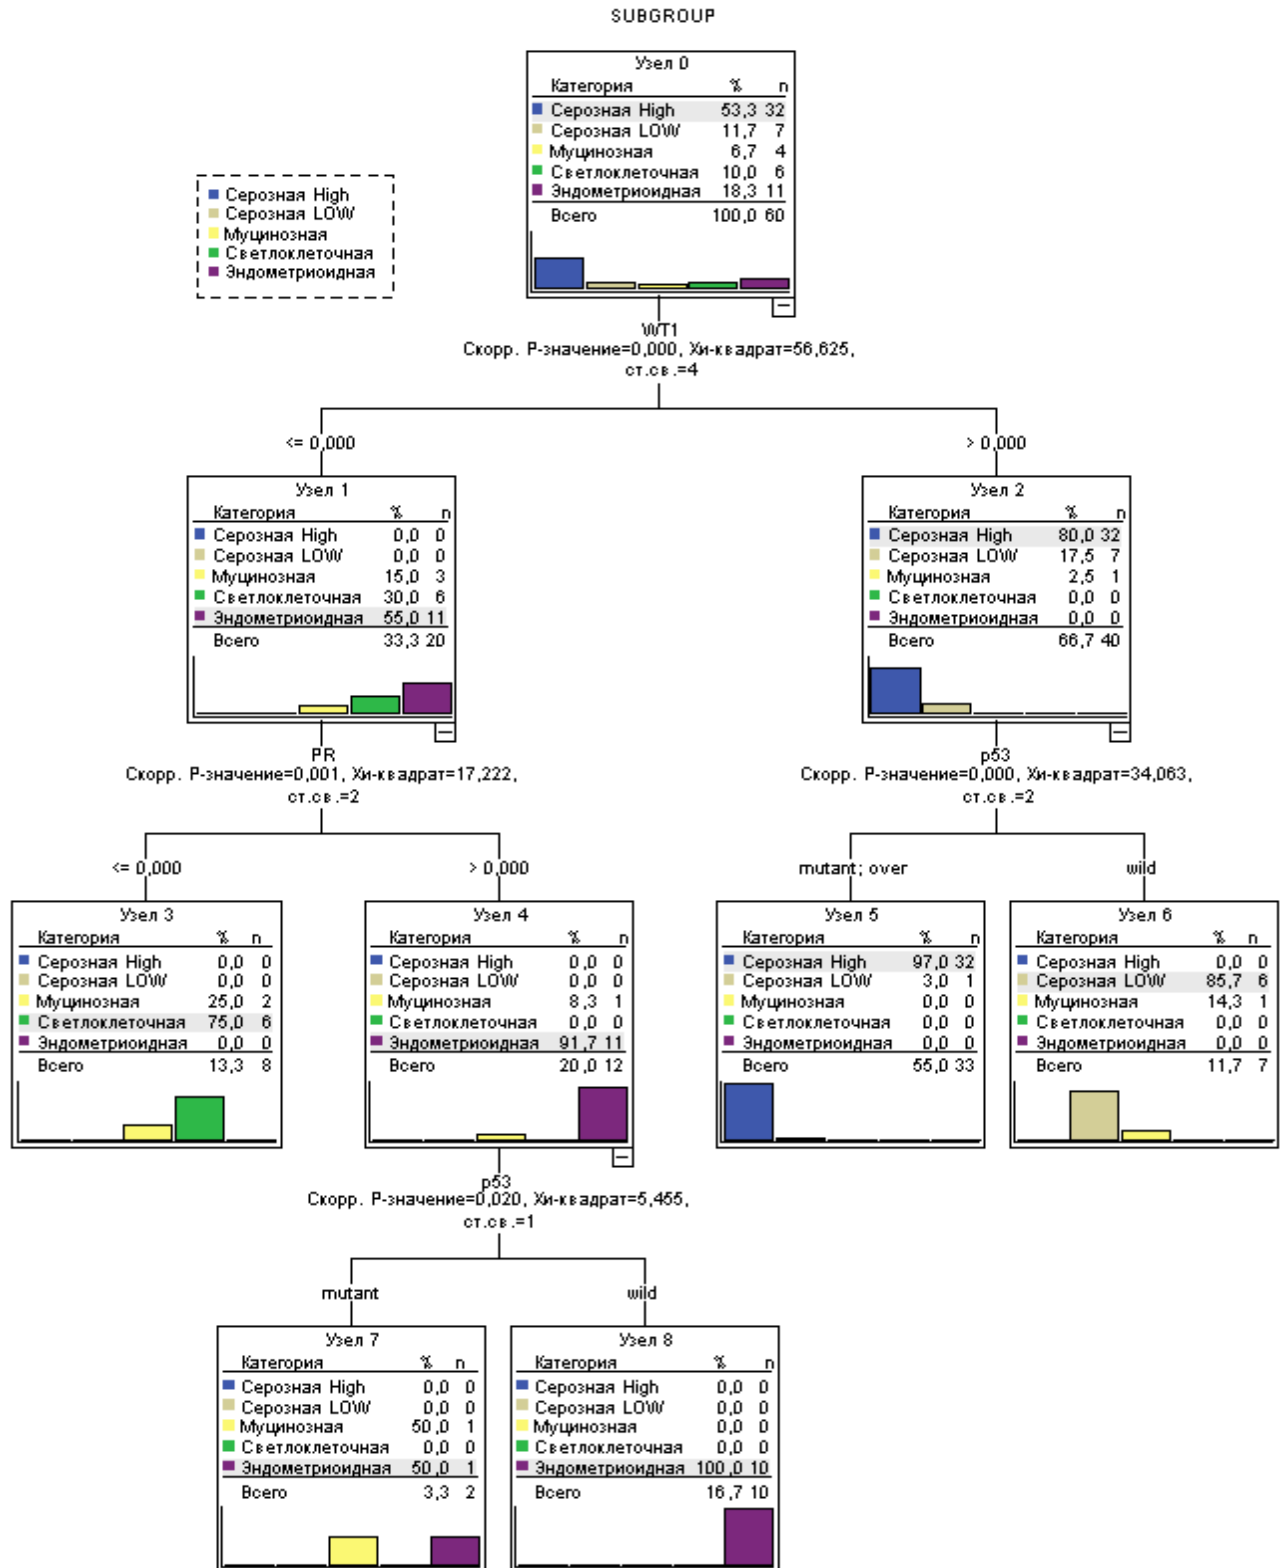 SUBGROUP
Узел 0
Категория % n
Серозная High 53,3 32
Серозная LOW 11,7 7
Муцинозная 6,7 4
Светлоклеточная 10,0 6
Эндометриоидная 18,3 11
Всего 100,0 60
Серозная High
Серозная LOW
Муцинозная
Светлоклеточная
Эндометриоидная
WT1
Скорр. P-значение=0,000, Хи-квадрат=56,625,
ст.св.=4
<= 0,000
> 0,000
Узел 1
Категория % n
Серозная High 0,0 0
Серозная LOW 0,0 0
Муцинозная 15,0 3
Светлоклеточная 30,0 6
Эндометриоидная 55,0 11
Всего 33,3 20
Узел 2
Категория % n
Серозная High 80,0 32
Серозная LOW 17,5 7
Муцинозная 2,5 1
Светлоклеточная 0,0 0
Эндометриоидная 0,0 0
Всего 66,7 40
PR
Скорр. P-значение=0,001, Хи-квадрат=17,222,
ст.св.=2
p53
Скорр. P-значение=0,000, Хи-квадрат=34,063,
ст.св.=2
<= 0,000
> 0,000
mutant; over
wild
Узел 3
Категория % n
Серозная High 0,0 0
Серозная LOW 0,0 0
Муцинозная 25,0 2
Светлоклеточная 75,0 6
Эндометриоидная 0,0 0
Всего 13,3 8
Узел 4
Категория % n
Серозная High 0,0 0
Серозная LOW 0,0 0
Муцинозная 8,3 1
Светлоклеточная 0,0 0
Эндометриоидная 91,7 11
Всего 20,0 12
Узел 5
Категория % n
Серозная High 97,0 32
Серозная LOW 3,0 1
Муцинозная 0,0 0
Светлоклеточная 0,0 0
Эндометриоидная 0,0 0
Всего 55,0 33
Узел 6
Категория % n
Серозная High 0,0 0
Серозная LOW 85,7 6
Муцинозная 14,3 1
Светлоклеточная 0,0 0
Эндометриоидная 0,0 0
Всего 11,7 7
p53
Скорр. P-значение=0,020, Хи-квадрат=5,455,
ст.св.=1
mutant
wild
Узел 7
Категория % n
Серозная High 0,0 0
Серозная LOW 0,0 0
Муцинозная 50,0 1
Светлоклеточная 0,0 0
Эндометриоидная 50,0 1
Всего 3,3 2
Узел 8
Категория % n
Серозная High 0,0 0
Серозная LOW 0,0 0
Муцинозная 0,0 0
Светлоклеточная 0,0 0
Эндометриоидная 100,0 10
Всего 16,7 10